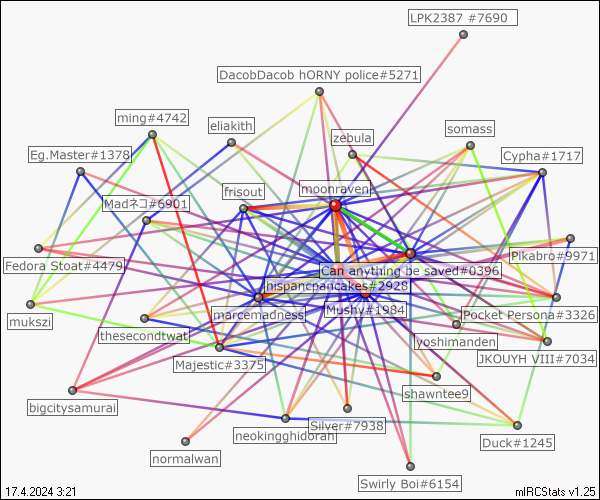 LPK2387 #7690
DacobDacob hORNY police#5271
ming#4742
eliakith
zebula
somass
Eg.Master#1378
Cypha#1717
Madネコ#6901
frisout
moonraven
Fedora Stoat#4479
Can anything be saved#0396
Pikabro#9971
hispancpancakes#2928
mukszi
marcemadness
Mushy#1984
Pocket Persona#3326
thesecondtwat
yoshimanden
Majestic#3375
JKOUYH VIII#7034
shawntee9
bigcitysamurai
neokingghidorah
Silver#7938
Duck#1245
normalwan
Swirly Boi#6154
17.4.2024 3:21
mIRCStats v1.25